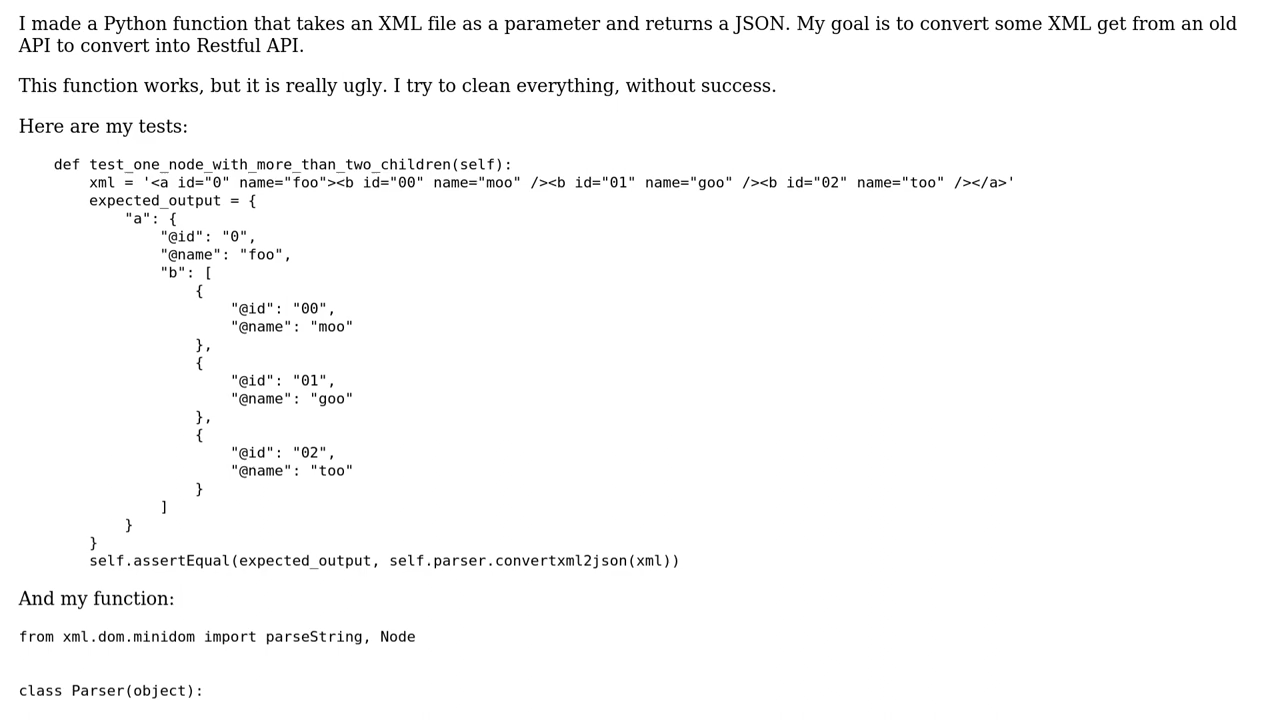 I made a Python function that takes an XML file as a parameter and returns a JSON. My goal is to convert some XML get from an old
API to convert into Restful API.
This function works, but it is really ugly. I try to clean everything, without success.
Here are my tests:
    def test_one_node_with_more_than_two_children(self):
        xml = '<a id="0" name="foo"><b id="00" name="moo" /><b id="01" name="goo" /><b id="02" name="too" /></a>'
        expected_output = {
            "a": {
                "@id": "0",
                "@name": "foo",
                "b": [
                    {
                        "@id": "00",
                        "@name": "moo"
                    },
                    {
                        "@id": "01",
                        "@name": "goo"
                    },
                    {
                        "@id": "02",
                        "@name": "too"
                    }
                ]
            }
        }
        self.assertEqual(expected_output, self.parser.convertxml2json(xml))
And my function:
from xml.dom.minidom import parseString, Node
class Parser(object):